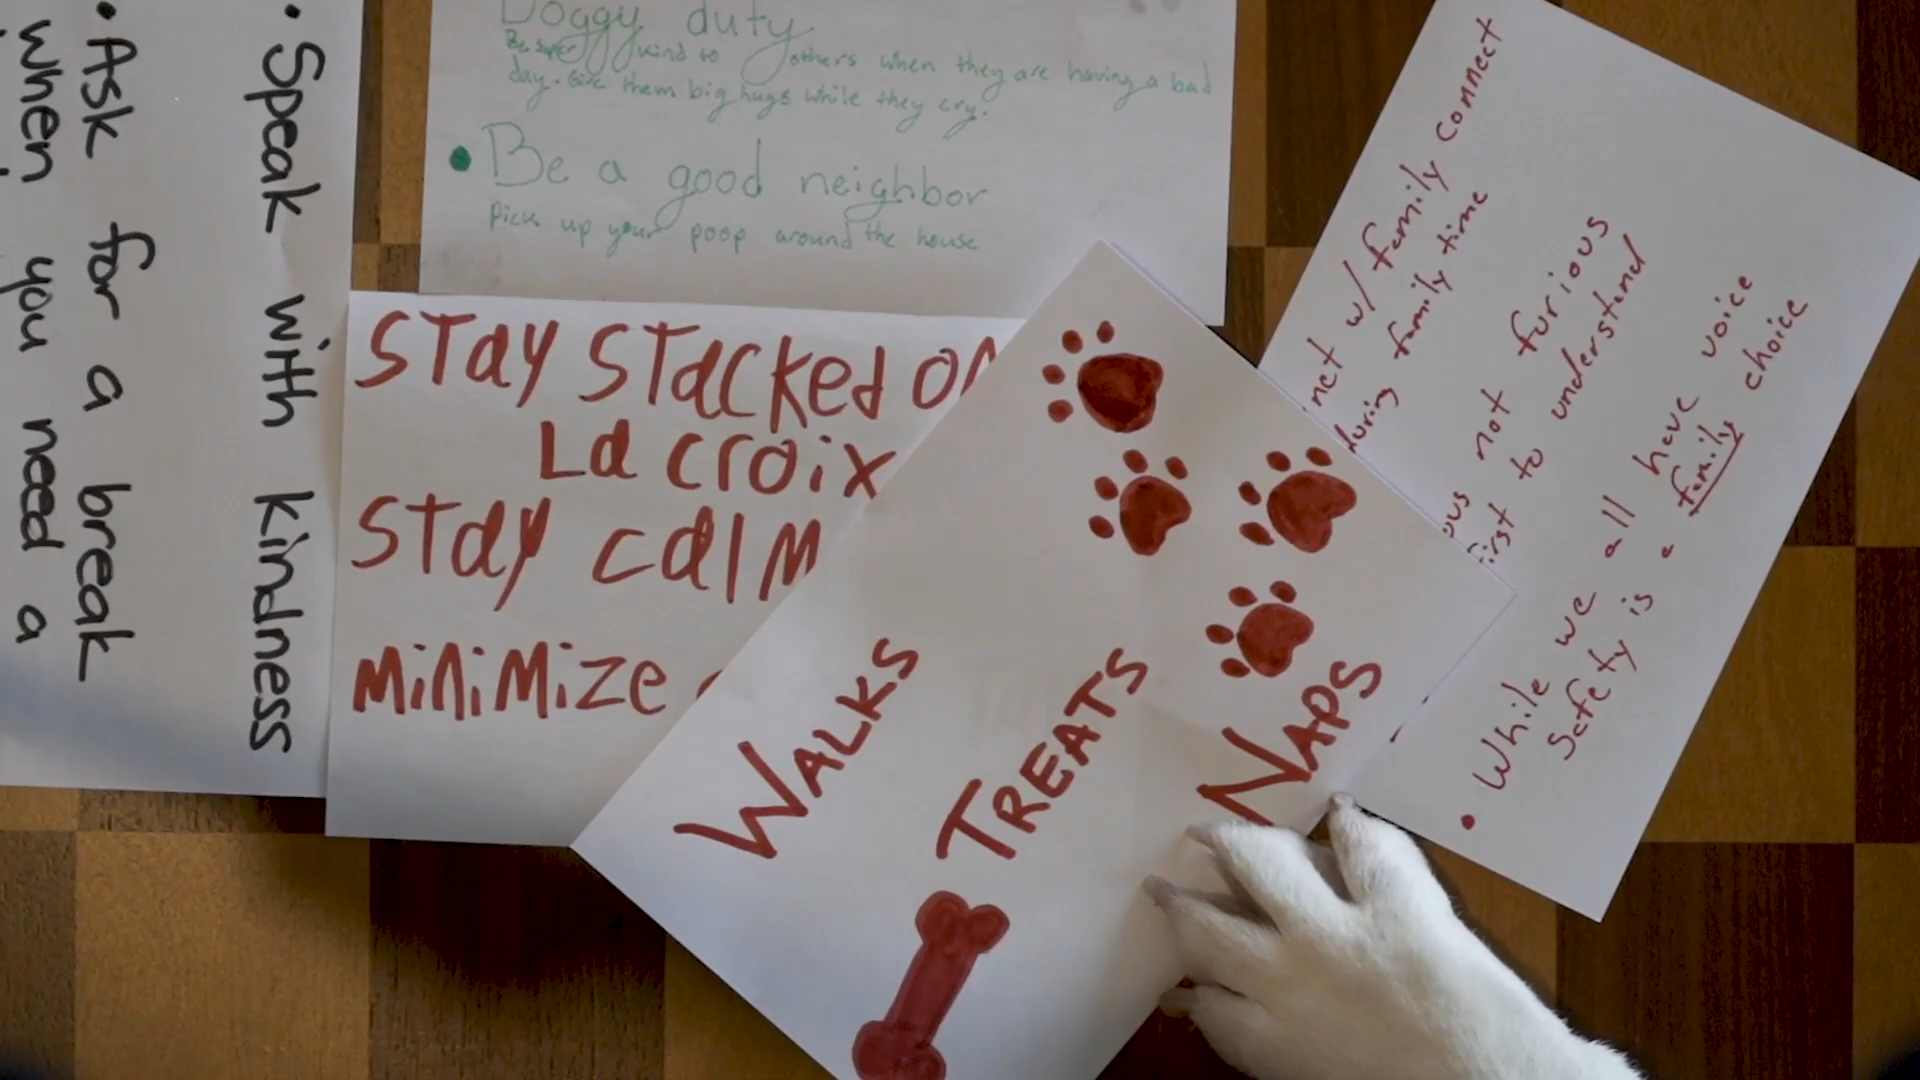 • Speak with kindness
• Ask for a break
when you need a
Doggy duty
Be super kind to others when they are having a bad
day. Give them big hugs while they cry.
• Be a good neighbor
Pick up your poop around the house
Stay stacked on
La croix
Stay calm
Minimize
WALKS
TREATS
NAPS
w/ family connect
during family time
not furious
first to understand
• While we all have voice
Safety is a family choice